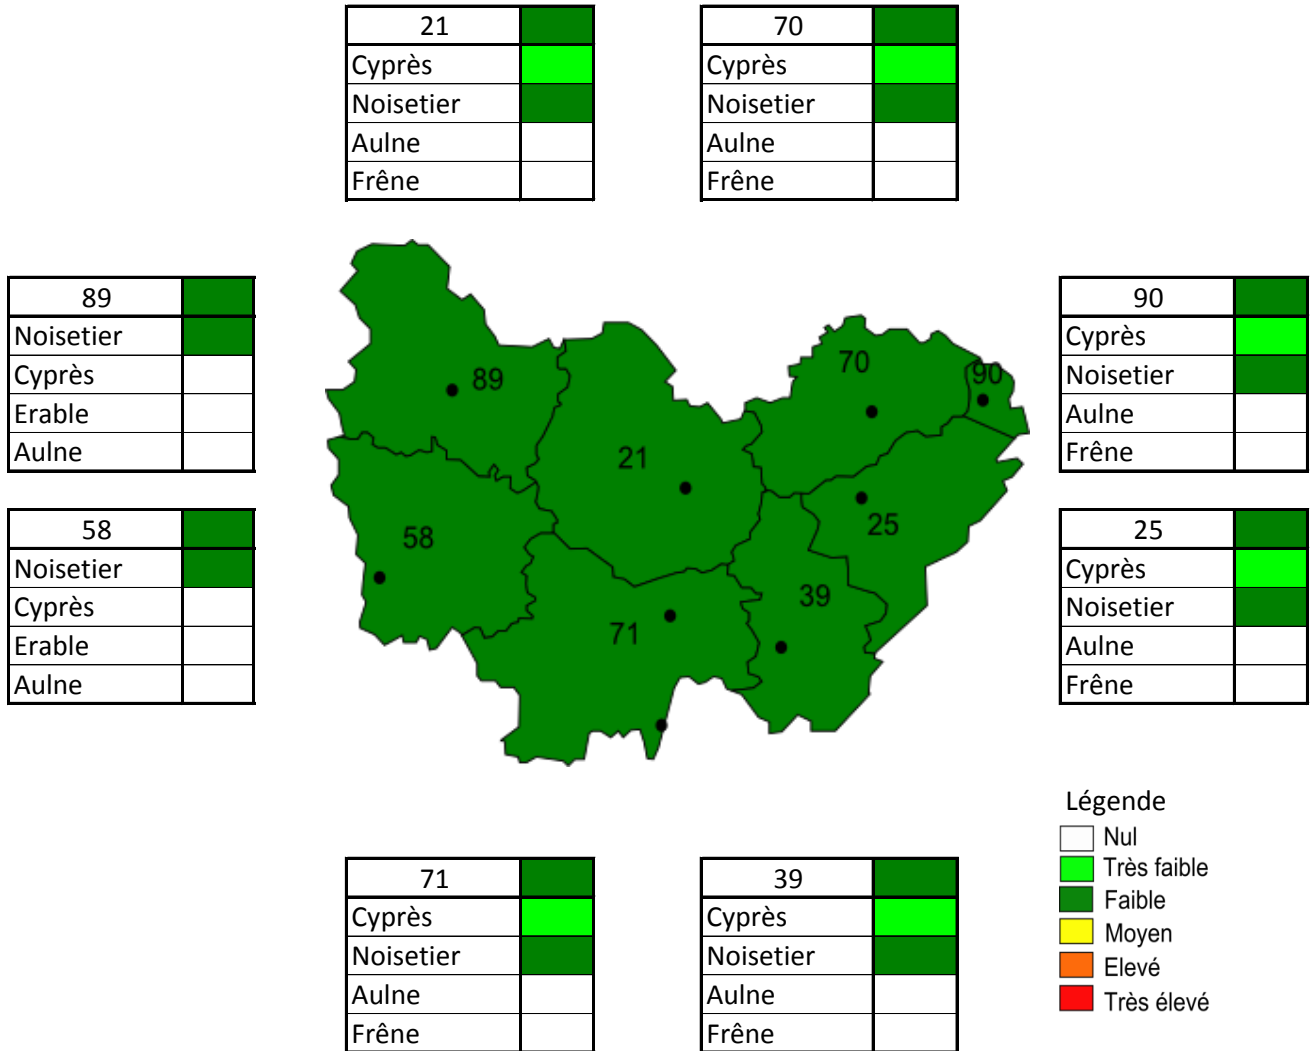 21
Cyprès
Noisetier
Aulne
Frêne
70
Cyprès
Noisetier
Aulne
Frêne
89
Noisetier
Cyprès
Erable
Aulne
58
Noisetier
Cyprès
Erable
Aulne
89
21
70
90
58
25
39
71
90
Cyprès
Noisetier
Aulne
Frêne
25
Cyprès
Noisetier
Aulne
Frêne
71
Cyprès
Noisetier
Aulne
Frêne
39
Cyprès
Noisetier
Aulne
Frêne
Légende
Nul
Très faible
Faible
Moyen
Elevé
Très élevé